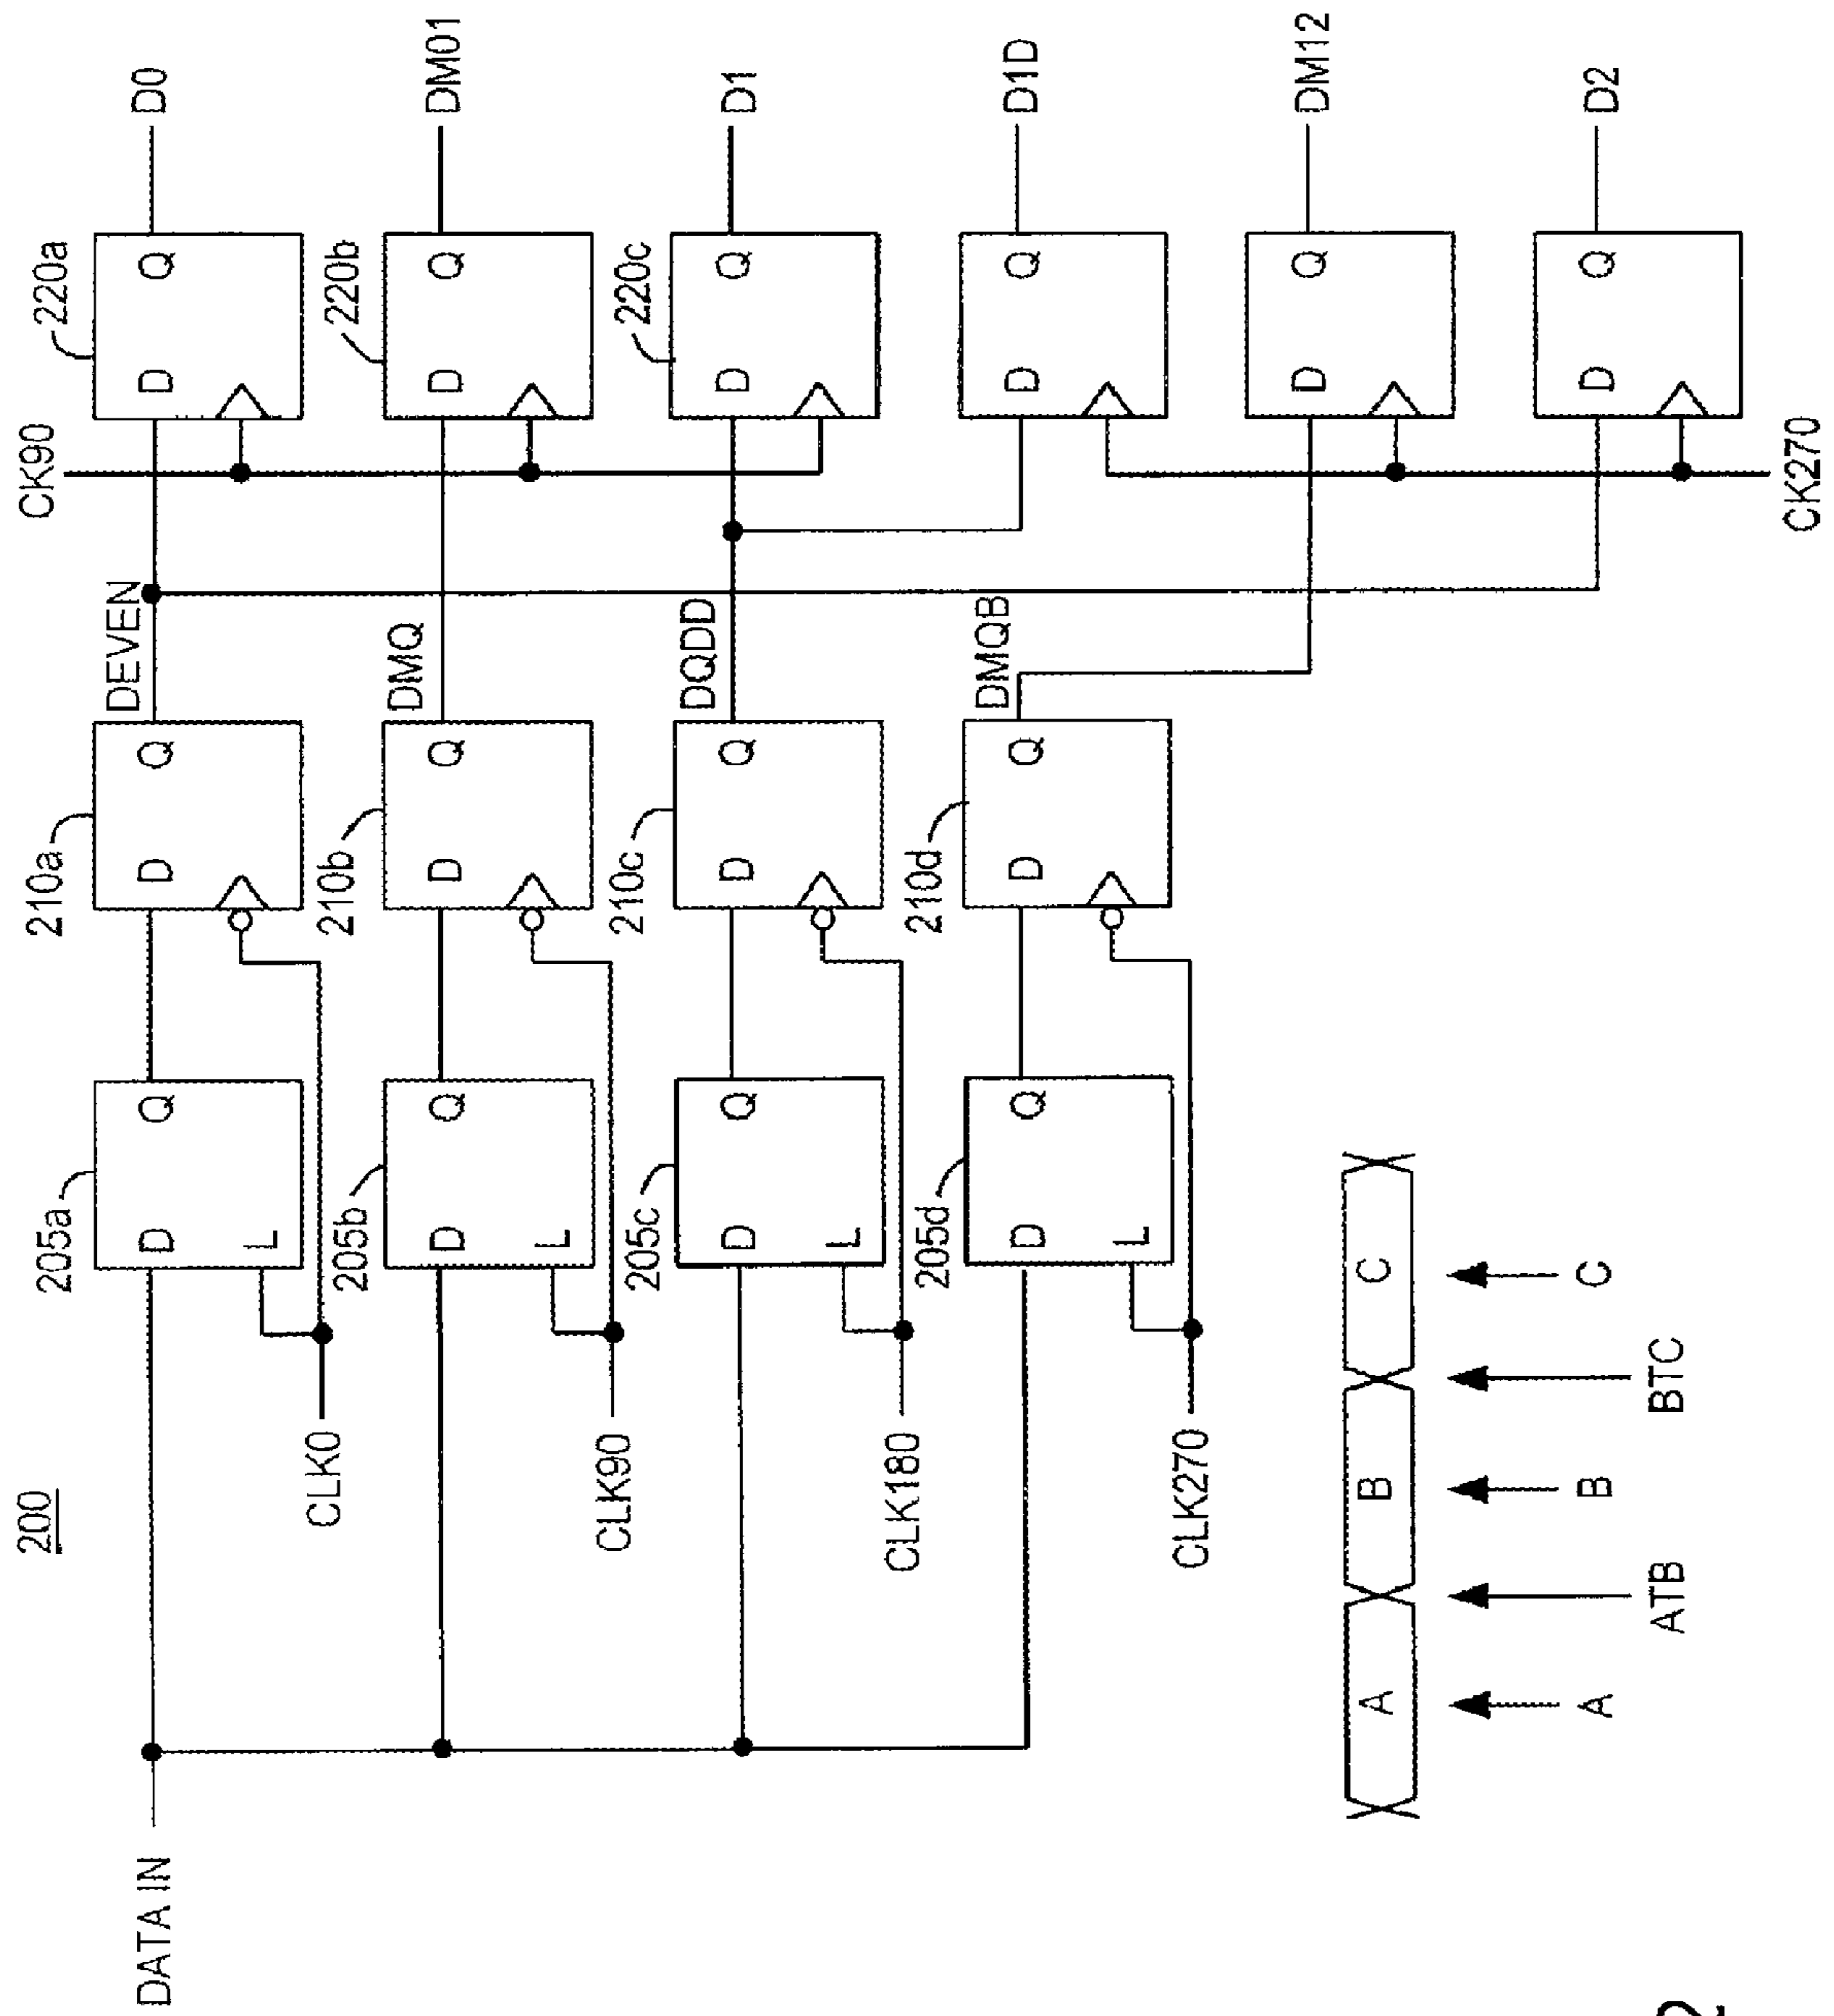 200
DATA IN
205a
D
Q
L
CLK0
210a
D
Q
DEVEN
CK90
220a
D
Q
D0
205b
D
Q
L
CLK90
210b
D
Q
DMQ
220b
D
Q
DM01
205c
D
Q
L
CLK180
210c
D
Q
DQDD
220c
D
Q
D1
205d
D
Q
L
CLK270
210d
D
Q
DMQB
D
Q
D1D
D
Q
DM12
D
Q
D2
CK270
A
B
C
A
ATB
B
BTC
C
2